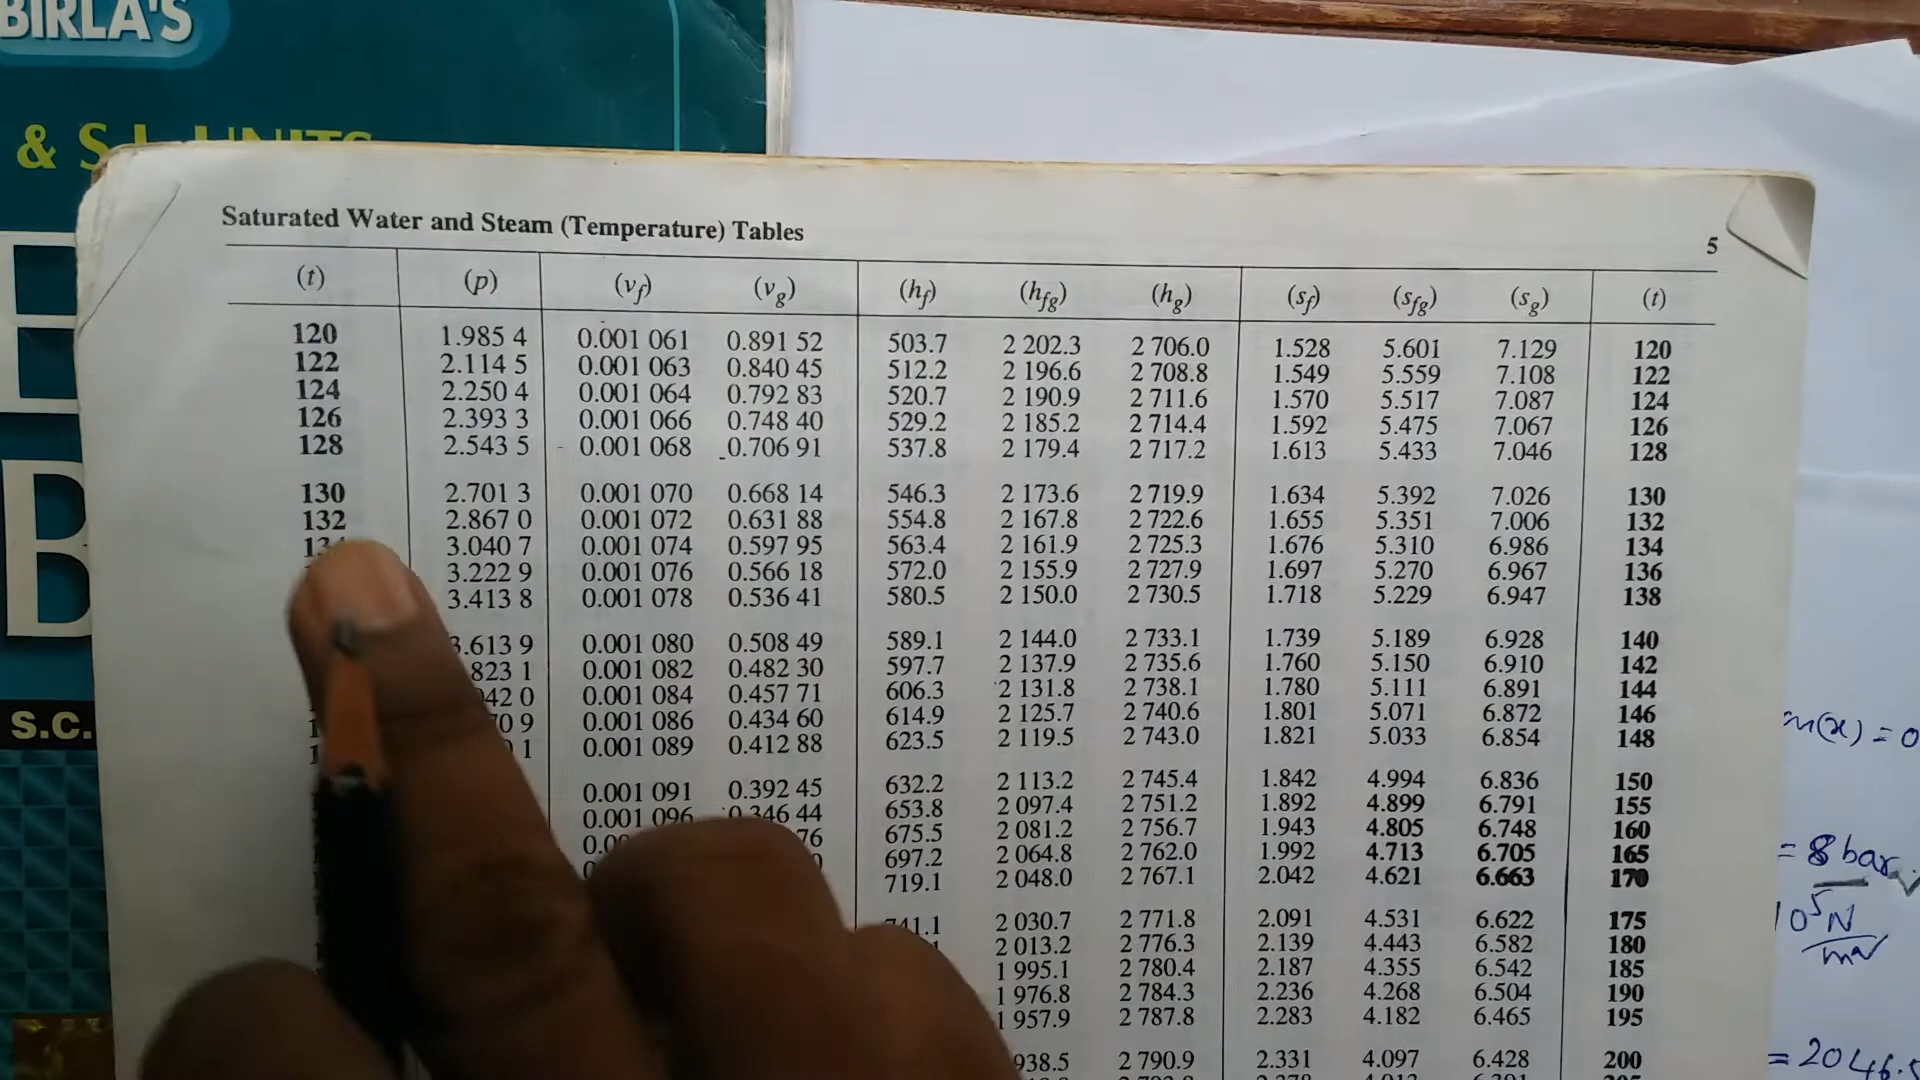 BIRLA'S
& S.I. UNITS
S.C.
Saturated Water and Steam (Temperature) Tables
5
(t) (p) (vf) (vg) (hf) (hfg) (hg) (sf) (sfg) (sg) (t)
120 1.985 4 0.001 061 0.891 52 503.7 2 202.3 2 706.0 1.528 5.601 7.129 120
122 2.114 5 0.001 063 0.840 45 512.2 2 196.6 2 708.8 1.549 5.559 7.108 122
124 2.250 4 0.001 064 0.792 83 520.7 2 190.9 2 711.6 1.570 5.517 7.087 124
126 2.393 3 0.001 066 0.748 40 529.2 2 185.2 2 714.4 1.592 5.475 7.067 126
128 2.543 5 0.001 068 0.706 91 537.8 2 179.4 2 717.2 1.613 5.433 7.046 128
130 2.701 3 0.001 070 0.668 14 546.3 2 173.6 2 719.9 1.634 5.392 7.026 130
132 2.867 0 0.001 072 0.631 88 554.8 2 167.8 2 722.6 1.655 5.351 7.006 132
134 3.040 7 0.001 074 0.597 95 563.4 2 161.9 2 725.3 1.676 5.310 6.986 134
3.222 9 0.001 076 0.566 18 572.0 2 155.9 2 727.9 1.697 5.270 6.967 136
3.413 8 0.001 078 0.536 41 580.5 2 150.0 2 730.5 1.718 5.229 6.947 138
3.613 9 0.001 080 0.508 49 589.1 2 144.0 2 733.1 1.739 5.189 6.928 140
823 1 0.001 082 0.482 30 597.7 2 137.9 2 735.6 1.760 5.150 6.910 142
42 0 0.001 084 0.457 71 606.3 2 131.8 2 738.1 1.780 5.111 6.891 144
0 9 0.001 086 0.434 60 614.9 2 125.7 2 740.6 1.801 5.071 6.872 146
1 0.001 089 0.412 88 623.5 2 119.5 2 743.0 1.821 5.033 6.854 148
0.001 091 0.392 45 632.2 2 113.2 2 745.4 1.842 4.994 6.836 150
0.001 096 0.346 44 653.8 2 097.4 2 751.2 1.892 4.899 6.791 155
76 675.5 2 081.2 2 756.7 1.943 4.805 6.748 160
697.2 2 064.8 2 762.0 1.992 4.713 6.705 165
719.1 2 048.0 2 767.1 2.042 4.621 6.663 170
741.1 2 030.7 2 771.8 2.091 4.531 6.622 175
2 013.2 2 776.3 2.139 4.443 6.582 180
1 995.1 2 780.4 2.187 4.355 6.542 185
1 976.8 2 784.3 2.236 4.268 6.504 190
1 957.9 2 787.8 2.283 4.182 6.465 195
938.5 2 790.9 2.331 4.097 6.428 200
(x) = 0
= 8 bar
10⁵ N
= 2046.5